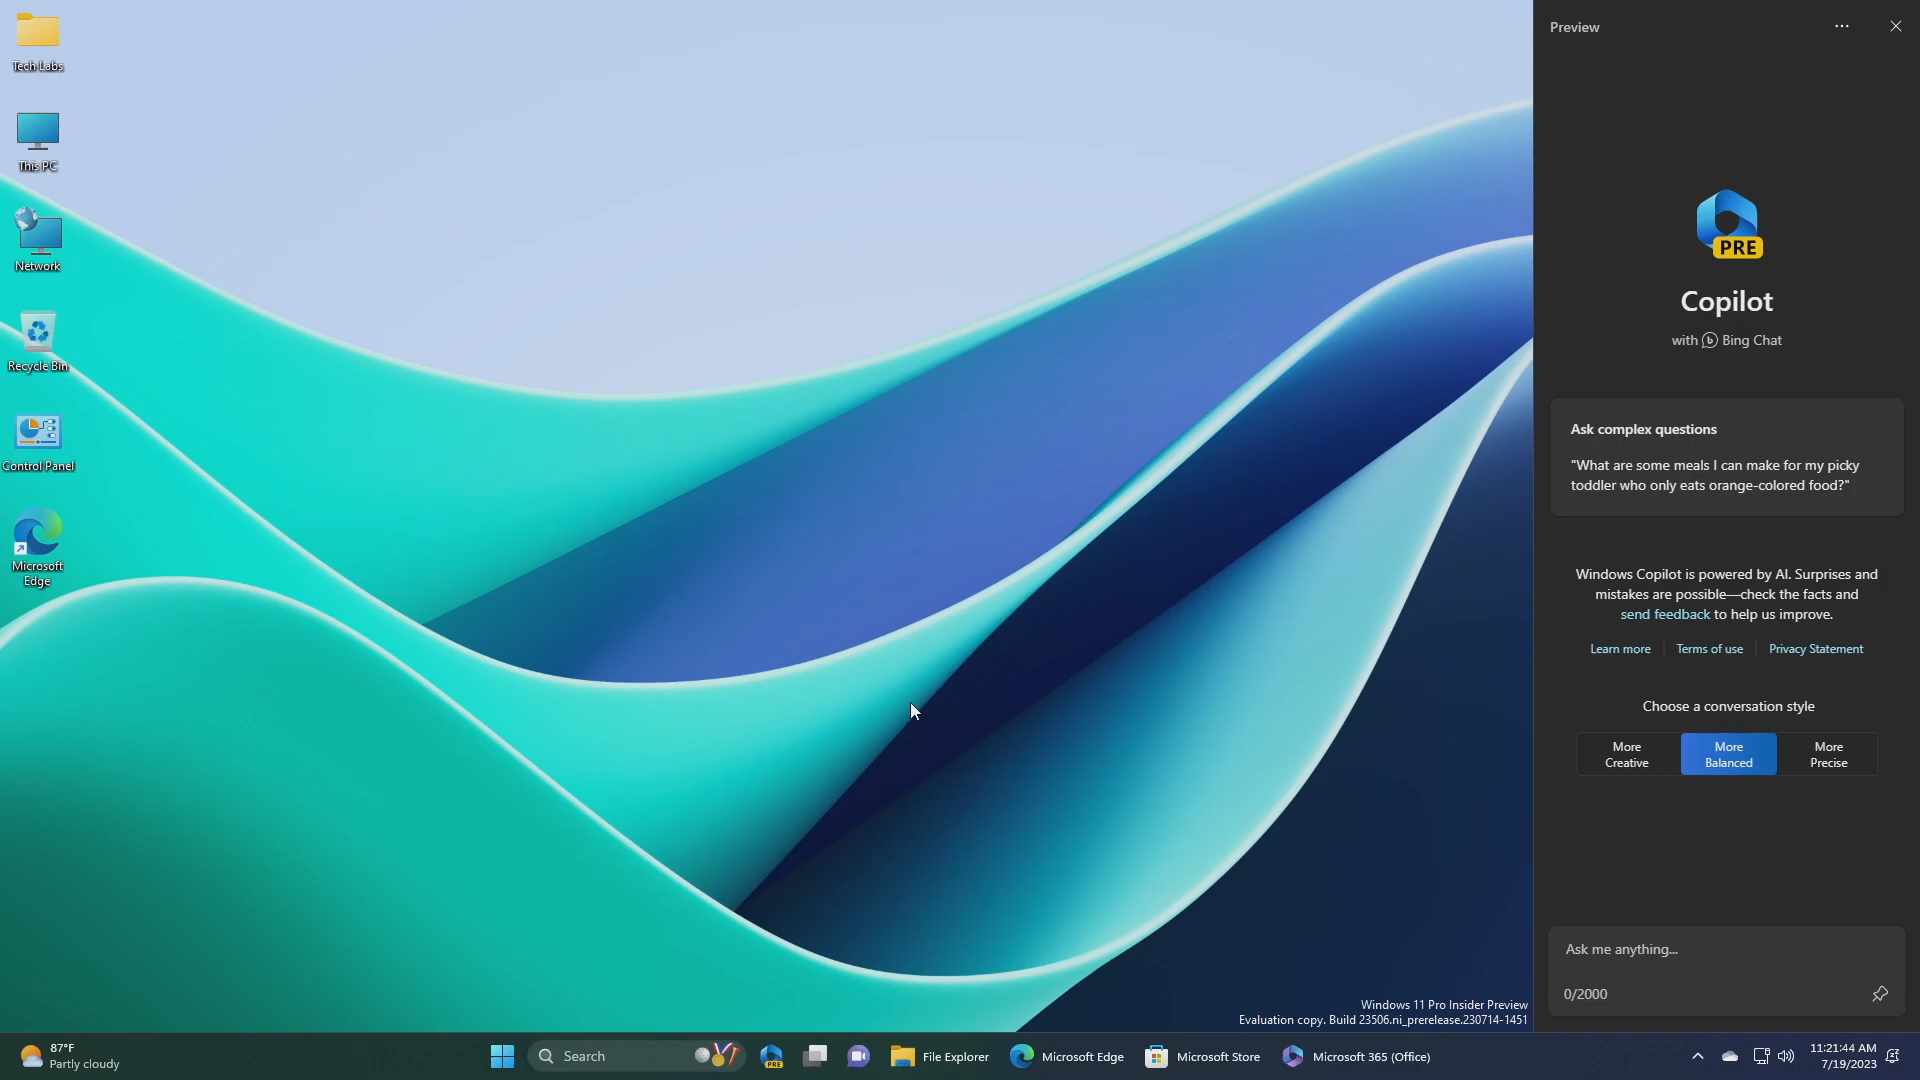 Tech Labs
This PC
Network
Recycle Bin
Control Panel
Microsoft
Edge
Windows 11 Pro Insider Preview
Evaluation copy. Build 23506.ni_prerelease.230714-1451
Preview
PRE
Copilot
with b Bing Chat
Ask complex questions
"What are some meals I can make for my picky
toddler who only eats orange-colored food?"
Windows Copilot is powered by AI. Surprises and
mistakes are possible—check the facts and
send feedback to help us improve.
Learn more Terms of use Privacy Statement
Choose a conversation style
More
Creative
More
Balanced
More
Precise
Ask me anything...
0/2000
87°F
Partly cloudy
Search
PRE
File Explorer
Microsoft Edge
Microsoft Store
Microsoft 365 (Office)
11:21:44 AM
7/19/2023